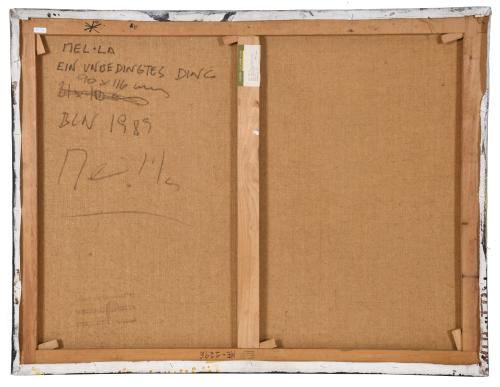 MEL·LA
EIN UNBEDINGTES DING
90 x 116 cm
BLN 1989